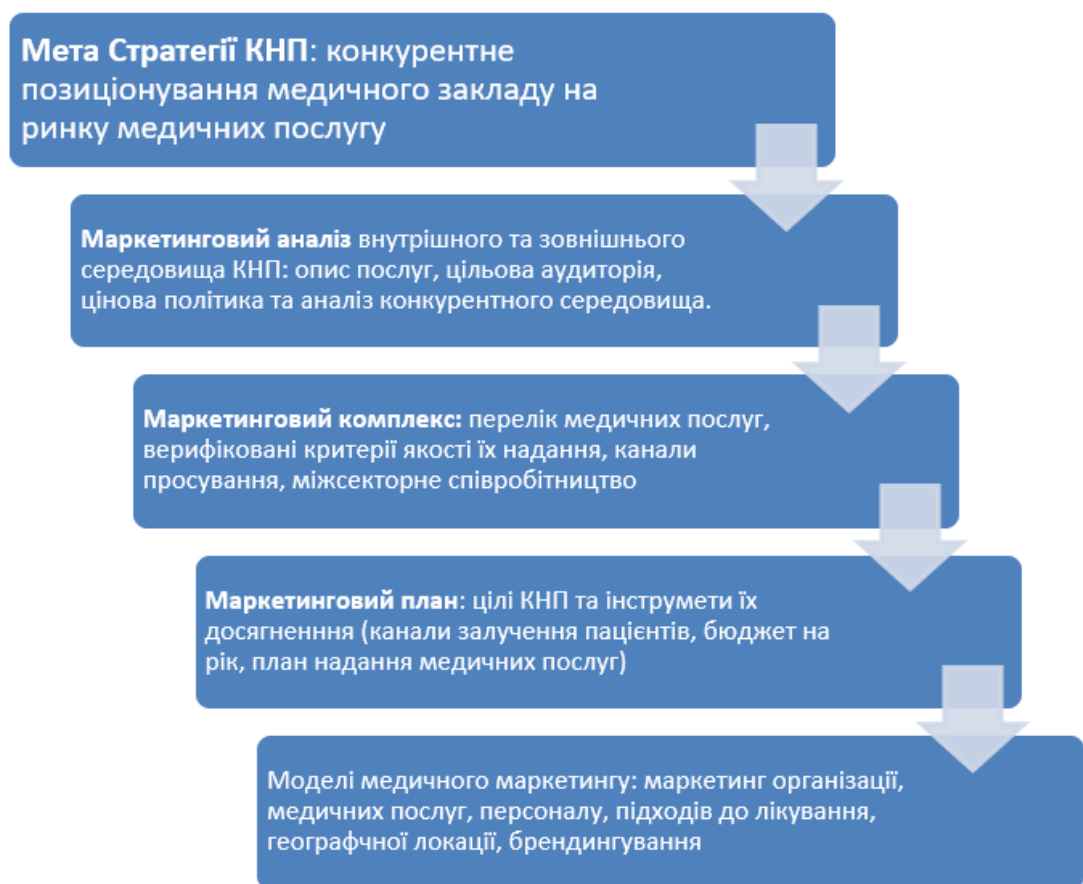 Мета Стратегії КНП: конкурентне
позиціонування медичного закладу на
ринку медичних послугу
Маркетинговий аналіз внутрішного та зовнішнього
середовища КНП: опис послуг, цільова аудиторія,
цінова політика та аналіз конкурентного середовища.
Маркетинговий комплекс: перелік медичних послуг,
верифіковані критерії якості їх надання, канали
просування, міжсекторне співробітництво
Маркетинговий план: цілі КНП та інструменти їх
досягненння (канали залучення пацієнтів, бюджет на
рік, план надання медичних послуг)
Моделі медичного маркетингу: маркетинг організації,
медичних послуг, персоналу, підходів до лікування,
географчної локації, брендингування